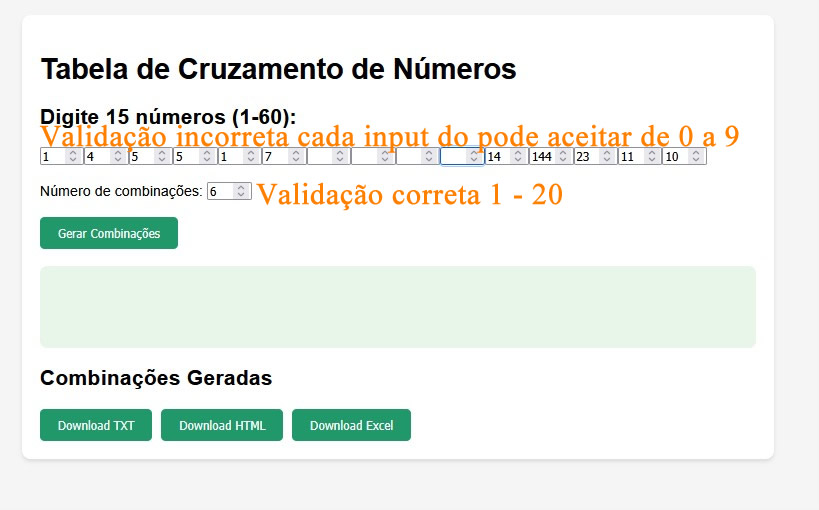 Tabela de Cruzamento de Números
Digite 15 números (1-60):
Validação incorreta cada input do pode aceitar de 0 a 9
1 4 5 5 1 7 14 144 23 11 10
Número de combinações: 6 Validação correta 1 - 20
Gerar Combinações
Combinações Geradas
Download TXT Download HTML Download Excel